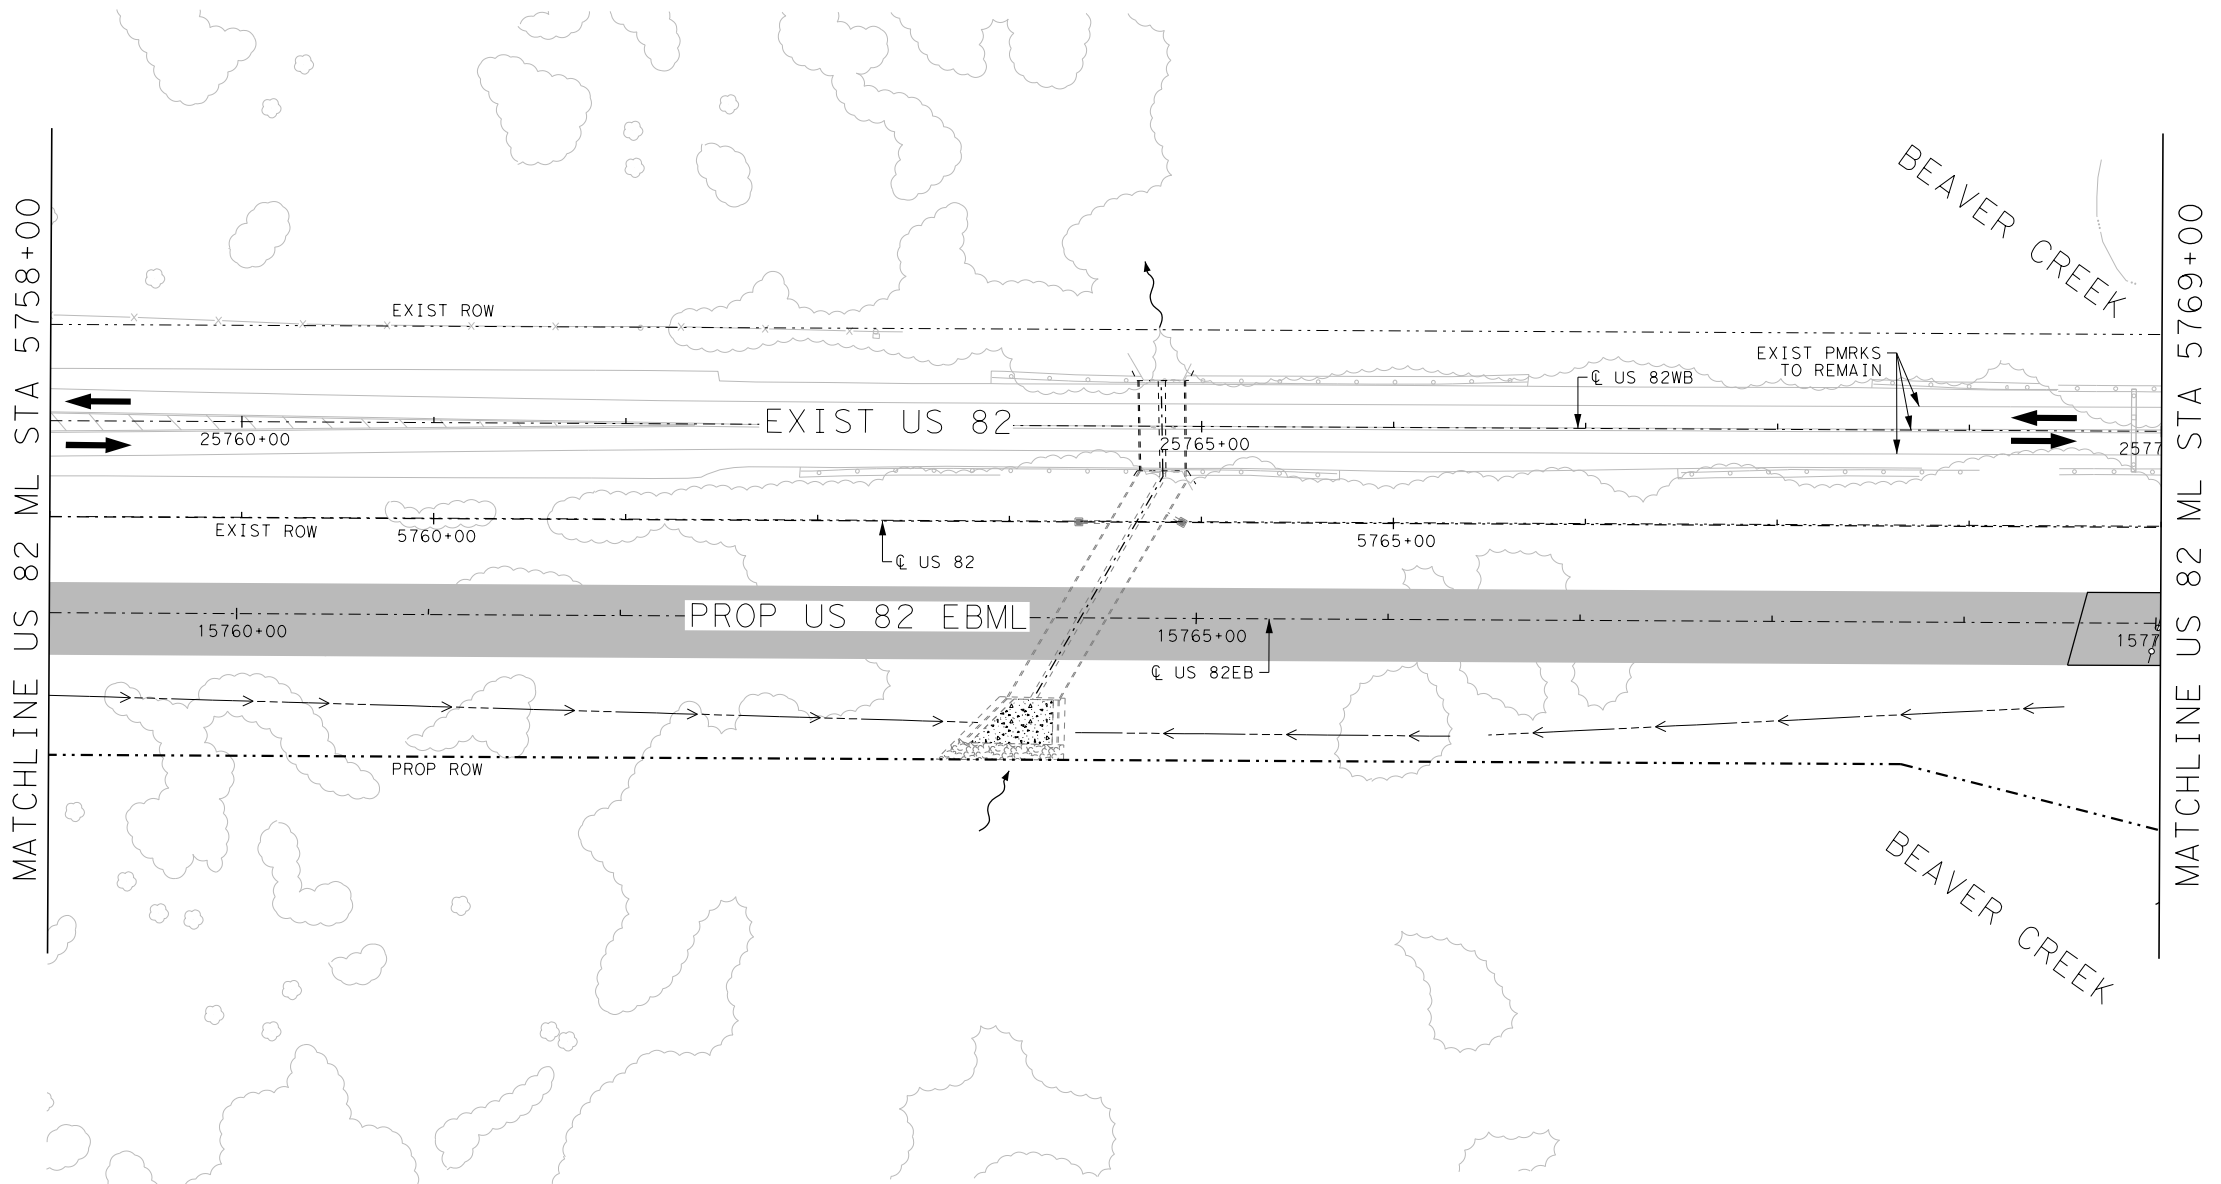 MATCHLINE US 82 ML STA 5758+00
BEAVER CREEK
EXIST ROW
EXIST PMRKS
TO REMAIN
℄ US 82WB
EXIST US 82
25760+00
25765+00
2577
EXIST ROW
5760+00
5765+00
℄ US 82
PROP US 82 EBML
15760+00
15765+00
1577
℄ US 82EB
PROP ROW
BEAVER CREEK
MATCHLINE US 82 ML STA 5769+00